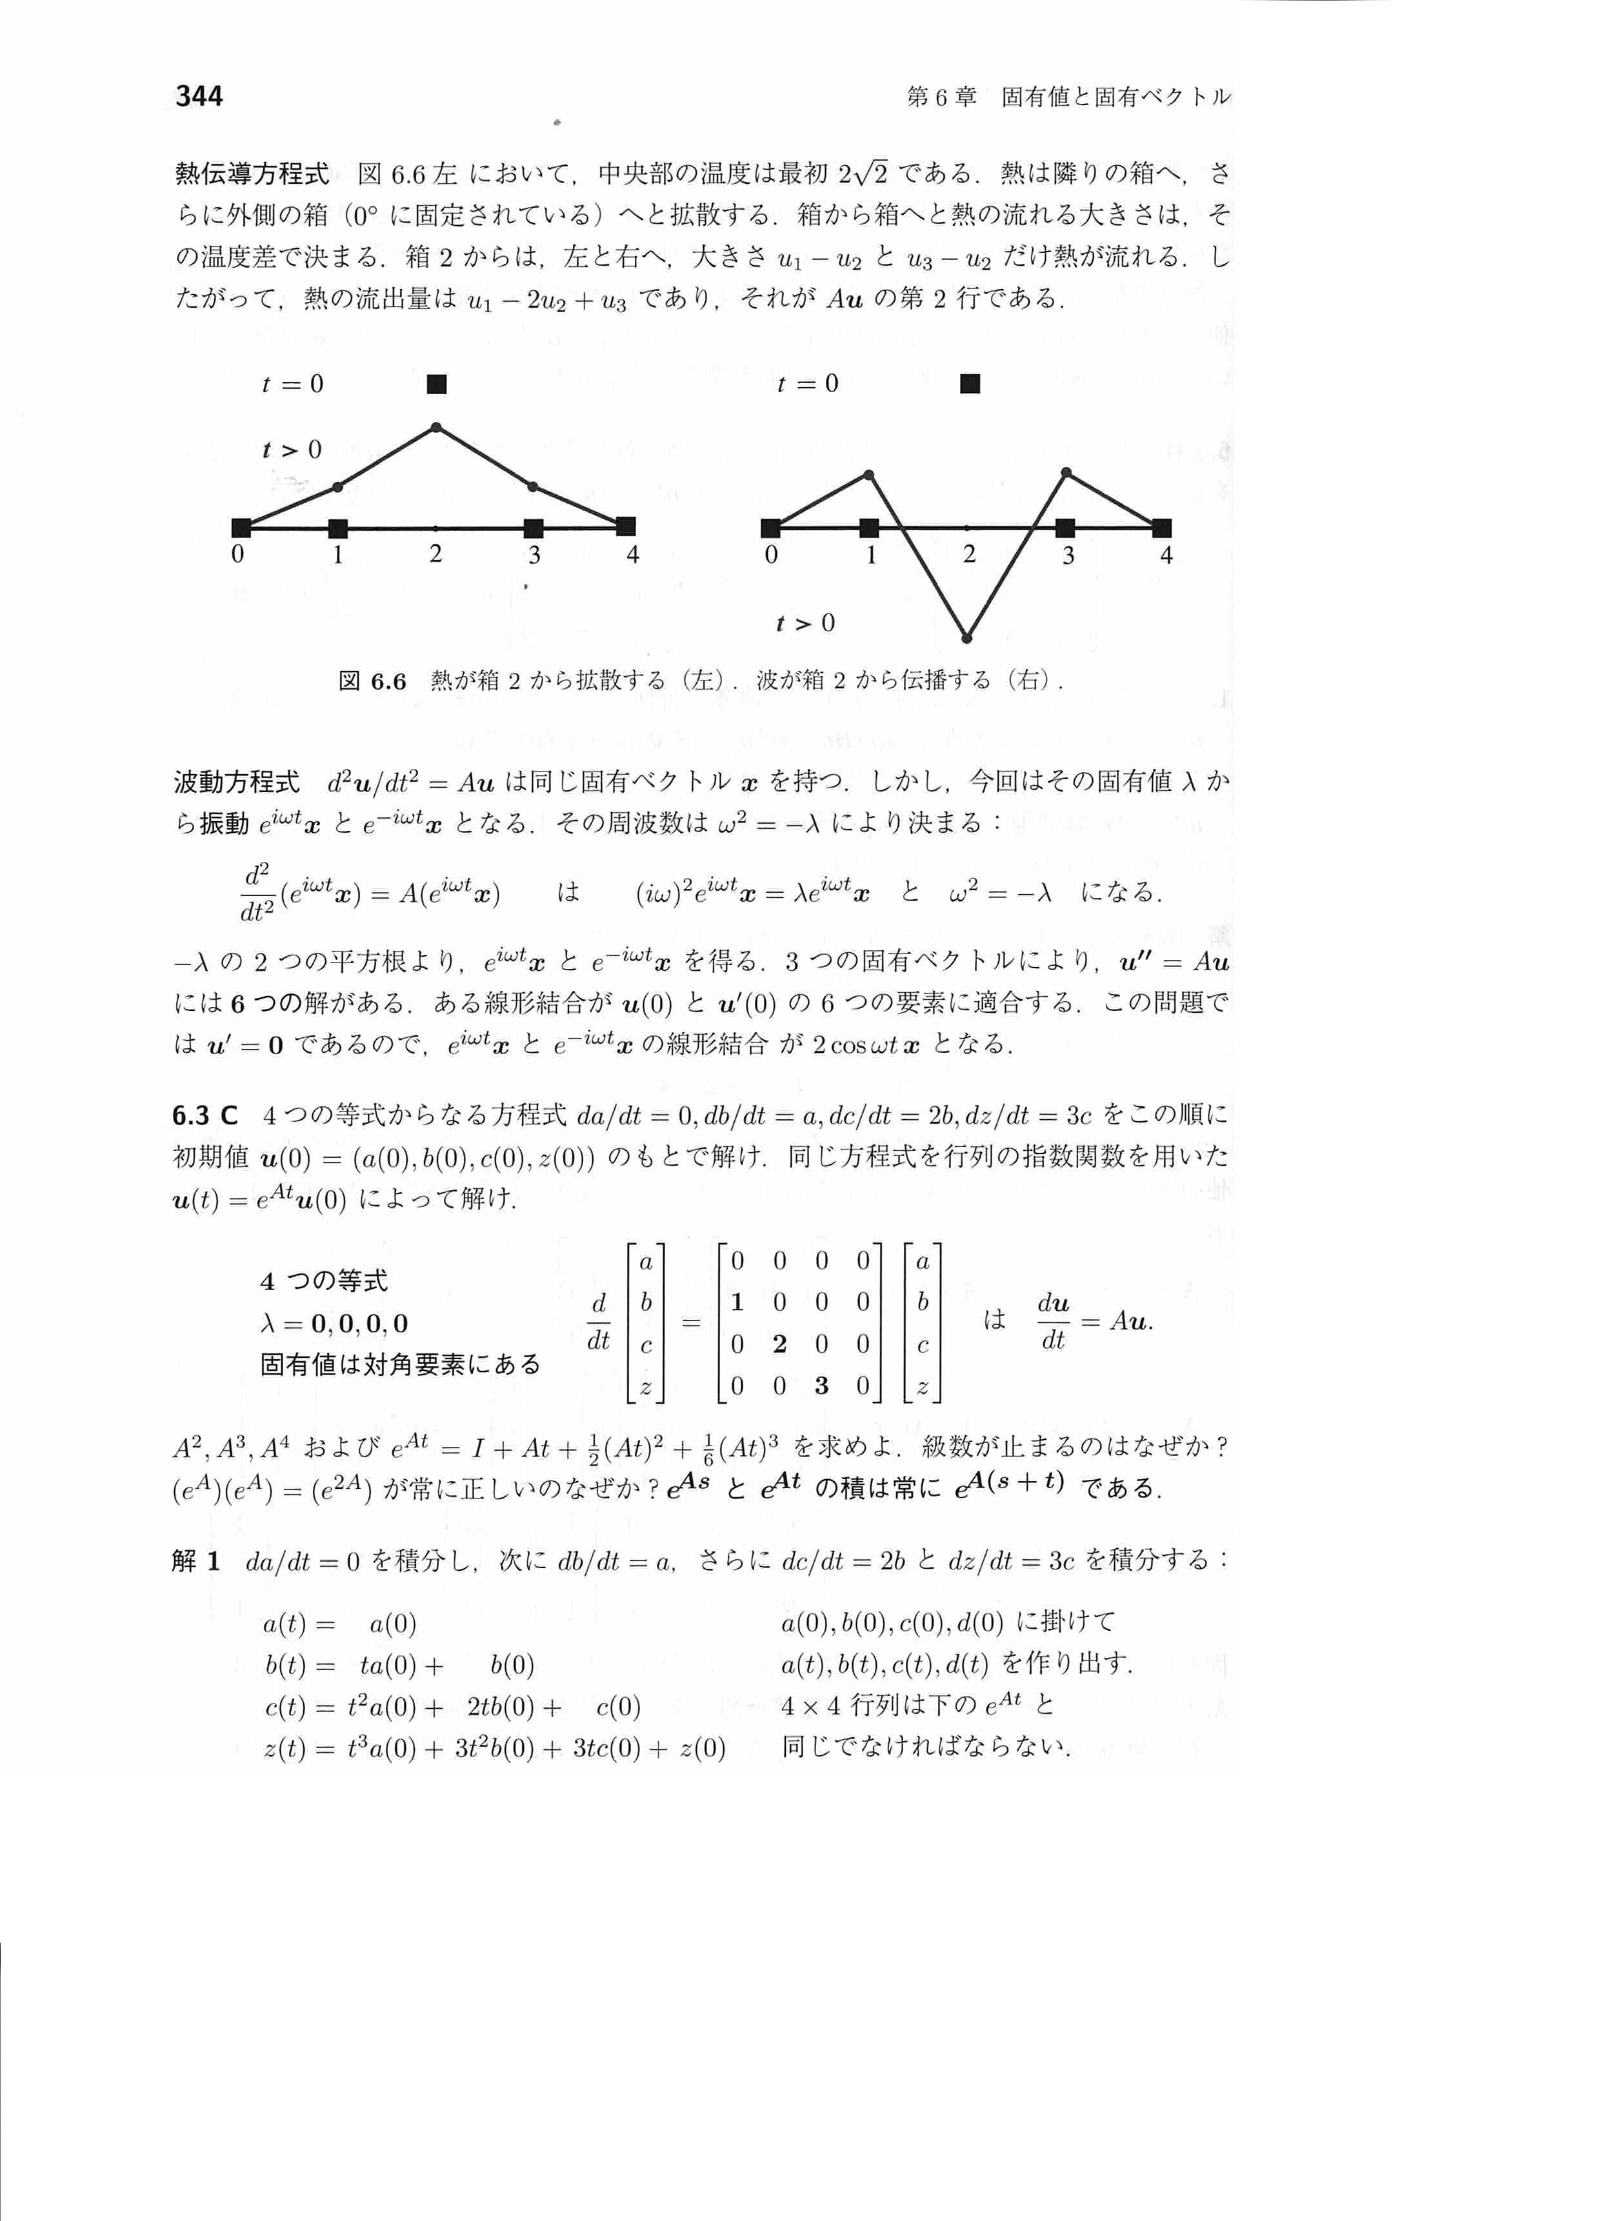 344
第 6 章　固有値と固有ベクトル
熱伝導方程式　図 6.6 左 において，中央部の温度は最初 2√2 である．熱は隣りの箱へ，さ
らに外側の箱（0° に固定されている）へと拡散する．箱から箱へと熱の流れる大きさは，そ
の温度差で決まる．箱 2 からは，左と右へ，大きさ u₁ − u₂ と u₃ − u₂ だけ熱が流れる．し
たがって，熱の流出量は u₁ − 2u₂ + u₃ であり，それが Au の第 2 行である．
t = 0
t > 0
0 1 2 3 4
t = 0
0 1 2 3 4
t > 0
図 6.6　熱が箱 2 から拡散する（左）．波が箱 2 から伝播する（右）．
波動方程式　d²u/dt² = Au は同じ固有ベクトル x を持つ．しかし，今回はその固有値 λ か
ら振動 e^{iωt}x と e^{−iωt}x となる．その周波数は ω² = −λ により決まる：
d²/dt² (e^{iωt}x) = A(e^{iωt}x)　は　(iω)²e^{iωt}x = λe^{iωt}x　と　ω² = −λ　になる．
−λ の 2 つの平方根より，e^{iωt}x と e^{−iωt}x を得る．3 つの固有ベクトルにより，u″ = Au
には 6 つの解がある．ある線形結合が u(0) と u′(0) の 6 つの要素に適合する．この問題で
は u′ = 0 であるので，e^{iωt}x と e^{−iωt}x の線形結合 が 2 cos ωt x となる．
6.3 C　4 つの等式からなる方程式 da/dt = 0, db/dt = a, dc/dt = 2b, dz/dt = 3c をこの順に
初期値 u(0) = (a(0), b(0), c(0), z(0)) のもとで解け．同じ方程式を行列の指数関数を用いた
u(t) = e^{At}u(0) によって解け．
4 つの等式
λ = 0, 0, 0, 0
固有値は対角要素にある
d/dt [a b c z] = [0 0 0 0; 1 0 0 0; 0 2 0 0; 0 0 3 0] [a b c z]　は　du/dt = Au.
A², A³, A⁴ および e^{At} = I + At + ½(At)² + ⅙(At)³ を求めよ．級数が止まるのはなぜか？
(e^A)(e^A) = (e^{2A}) が常に正しいのなぜか？e^{As} と e^{At} の積は常に e^{A(s + t)} である．
解 1　da/dt = 0 を積分し，次に db/dt = a，さらに dc/dt = 2b と dz/dt = 3c を積分する：
a(t) = a(0)
b(t) = ta(0) + b(0)
c(t) = t²a(0) + 2tb(0) + c(0)
z(t) = t³a(0) + 3t²b(0) + 3tc(0) + z(0)
a(0), b(0), c(0), d(0) に掛けて
a(t), b(t), c(t), d(t) を作り出す．
4 × 4 行列は下の e^{At} と
同じでなければならない．